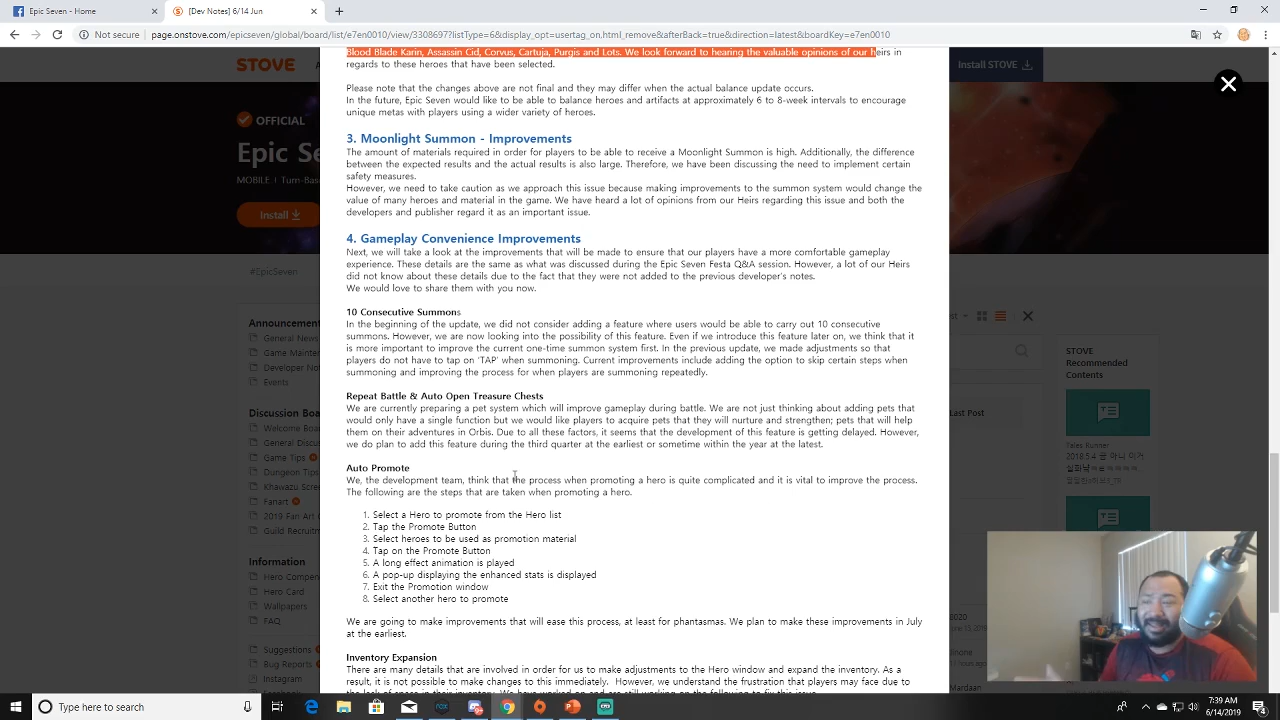 Epic Seven
[Dev Notes] 6/13 Developer No
Not secure
page.onstove.com/epicseven/global/board/list/e7en0010/view/3308697?listType=6&display_opt=usertag_on,html_remove&afterBack=true&direction=latest&boardKey=e7en0010
Blood Blade Karin, Assassin Cid, Corvus, Cartuja, Purgis and Lots. We look forward to hearing the valuable opinions of our heirs in
regards to these heroes that have been selected.
STOVE
Install STOVE
Please note that the changes above are not final and they may differ when the actual balance update occurs.
In the future, Epic Seven would like to be able to balance heroes and artifacts at approximately 6 to 8-week intervals to encourage
unique metas with players using a wider variety of heroes.
OFFICIAL
Epic Se
MOBILE
Turn-Bas
Install
#EpicSeven
3. Moonlight Summon - Improvements
The amount of materials required in order for players to be able to receive a Moonlight Summon is high. Additionally, the difference
between the expected results and the actual results is also large. Therefore, we have been discussing the need to implement certain
safety measures.
However, we need to take caution as we approach this issue because making improvements to the summon system would change the
value of many heroes and material in the game. We have heard a lot of opinions from our Heirs regarding this issue and both the
developers and publisher regard it as an important issue.
4. Gameplay Convenience Improvements
Next, we will take a look at the improvements that will be made to ensure that our players have a more comfortable gameplay
experience. These details are the same as what was discussed during the Epic Seven Festa Q&A session. However, a lot of our Heirs
did not know about these details due to the fact that they were not added to the previous developer's notes.
We would love to share them with you now.
10 Consecutive Summons
In the beginning of the update, we did not consider adding a feature where users would be able to carry out 10 consecutive
summons. However, we are now looking into the possibility of this feature. Even if we introduce this feature later on, we think that it
is more important to improve the current one-time summon system first. In the previous update, we made adjustments so that
players do not have to tap on 'TAP' when summoning. Current improvements include adding the option to skip certain steps when
summoning and improving the process for when players are summoning repeatedly.
Repeat Battle & Auto Open Treasure Chests
We are currently preparing a pet system which will improve gameplay during battle. We are not just thinking about adding pets that
would only have a single function but we would like players to acquire pets that they will nurture and strengthen; pets that will help
them on their adventures in Orbis. Due to all these factors, it seems that the development of this feature is getting delayed. However,
we do plan to add this feature during the third quarter at the earliest or sometime within the year at the latest.
Auto Promote
We, the development team, think that the process when promoting a hero is quite complicated and it is vital to improve the process.
The following are the steps that are taken when promoting a hero.
1. Select a Hero to promote from the Hero list
2. Tap the Promote Button
3. Select heroes to be used as promotion material
4. Tap on the Promote Button
5. A long effect animation is played
6. A pop-up displaying the enhanced stats is displayed
7. Exit the Promotion window
8. Select another hero to promote
We are going to make improvements that will ease this process, at least for phantasmas. We plan to make these improvements in July
at the earliest.
Inventory Expansion
There are many details that are involved in order for us to make adjustments to the Hero window and expand the inventory. As a
result, it is not possible to make changes to this immediately. However, we understand the frustration that players may face due to
the lack of space in their inventory. We have worked on and are still working on the following to fix this issue.
Announcement
General News
Game Mainte
Developer Not
Events
Discussion Boa
Welcome Boar
General Discu
Game Tips
Dungeon Tips
Khwarazu Seas
Fanart
2019 Fan Art C
Guild Recruitm
Information
Hero Compen
Hero Card
Wallpapers
FAQ
Suggestions
Bug Reports
Instagram
Facebook
st
Last Post
STOVE
Recommended
Contents
Tales Runner
2018.5.4
Mardaan
Type here to search
7:39 AM
6/14/2019